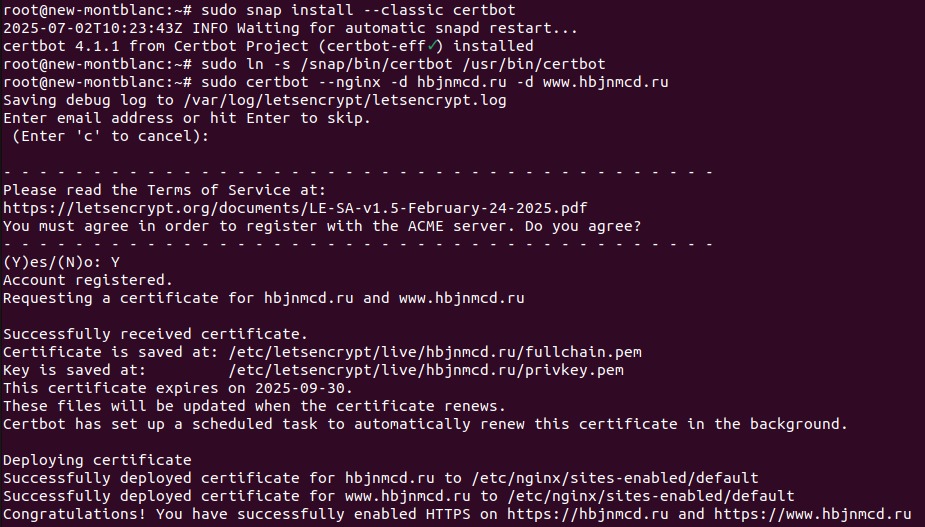 root@new-montblanc:~# sudo snap install --classic certbot
2025-07-02T10:23:43Z INFO Waiting for automatic snapd restart...
certbot 4.1.1 from Certbot Project (certbot-eff✓) installed
root@new-montblanc:~# sudo ln -s /snap/bin/certbot /usr/bin/certbot
root@new-montblanc:~# sudo certbot --nginx -d hbjnmcd.ru -d www.hbjnmcd.ru
Saving debug log to /var/log/letsencrypt/letsencrypt.log
Enter email address or hit Enter to skip.
 (Enter 'c' to cancel):
- - - - - - - - - - - - - - - - - - - - - - - - - - - - - - - - - - - - - - - -
Please read the Terms of Service at:
https://letsencrypt.org/documents/LE-SA-v1.5-February-24-2025.pdf
You must agree in order to register with the ACME server. Do you agree?
- - - - - - - - - - - - - - - - - - - - - - - - - - - - - - - - - - - - - - - -
(Y)es/(N)o: Y
Account registered.
Requesting a certificate for hbjnmcd.ru and www.hbjnmcd.ru
Successfully received certificate.
Certificate is saved at: /etc/letsencrypt/live/hbjnmcd.ru/fullchain.pem
Key is saved at:         /etc/letsencrypt/live/hbjnmcd.ru/privkey.pem
This certificate expires on 2025-09-30.
These files will be updated when the certificate renews.
Certbot has set up a scheduled task to automatically renew this certificate in the background.
Deploying certificate
Successfully deployed certificate for hbjnmcd.ru to /etc/nginx/sites-enabled/default
Successfully deployed certificate for www.hbjnmcd.ru to /etc/nginx/sites-enabled/default
Congratulations! You have successfully enabled HTTPS on https://hbjnmcd.ru and https://www.hbjnmcd.ru